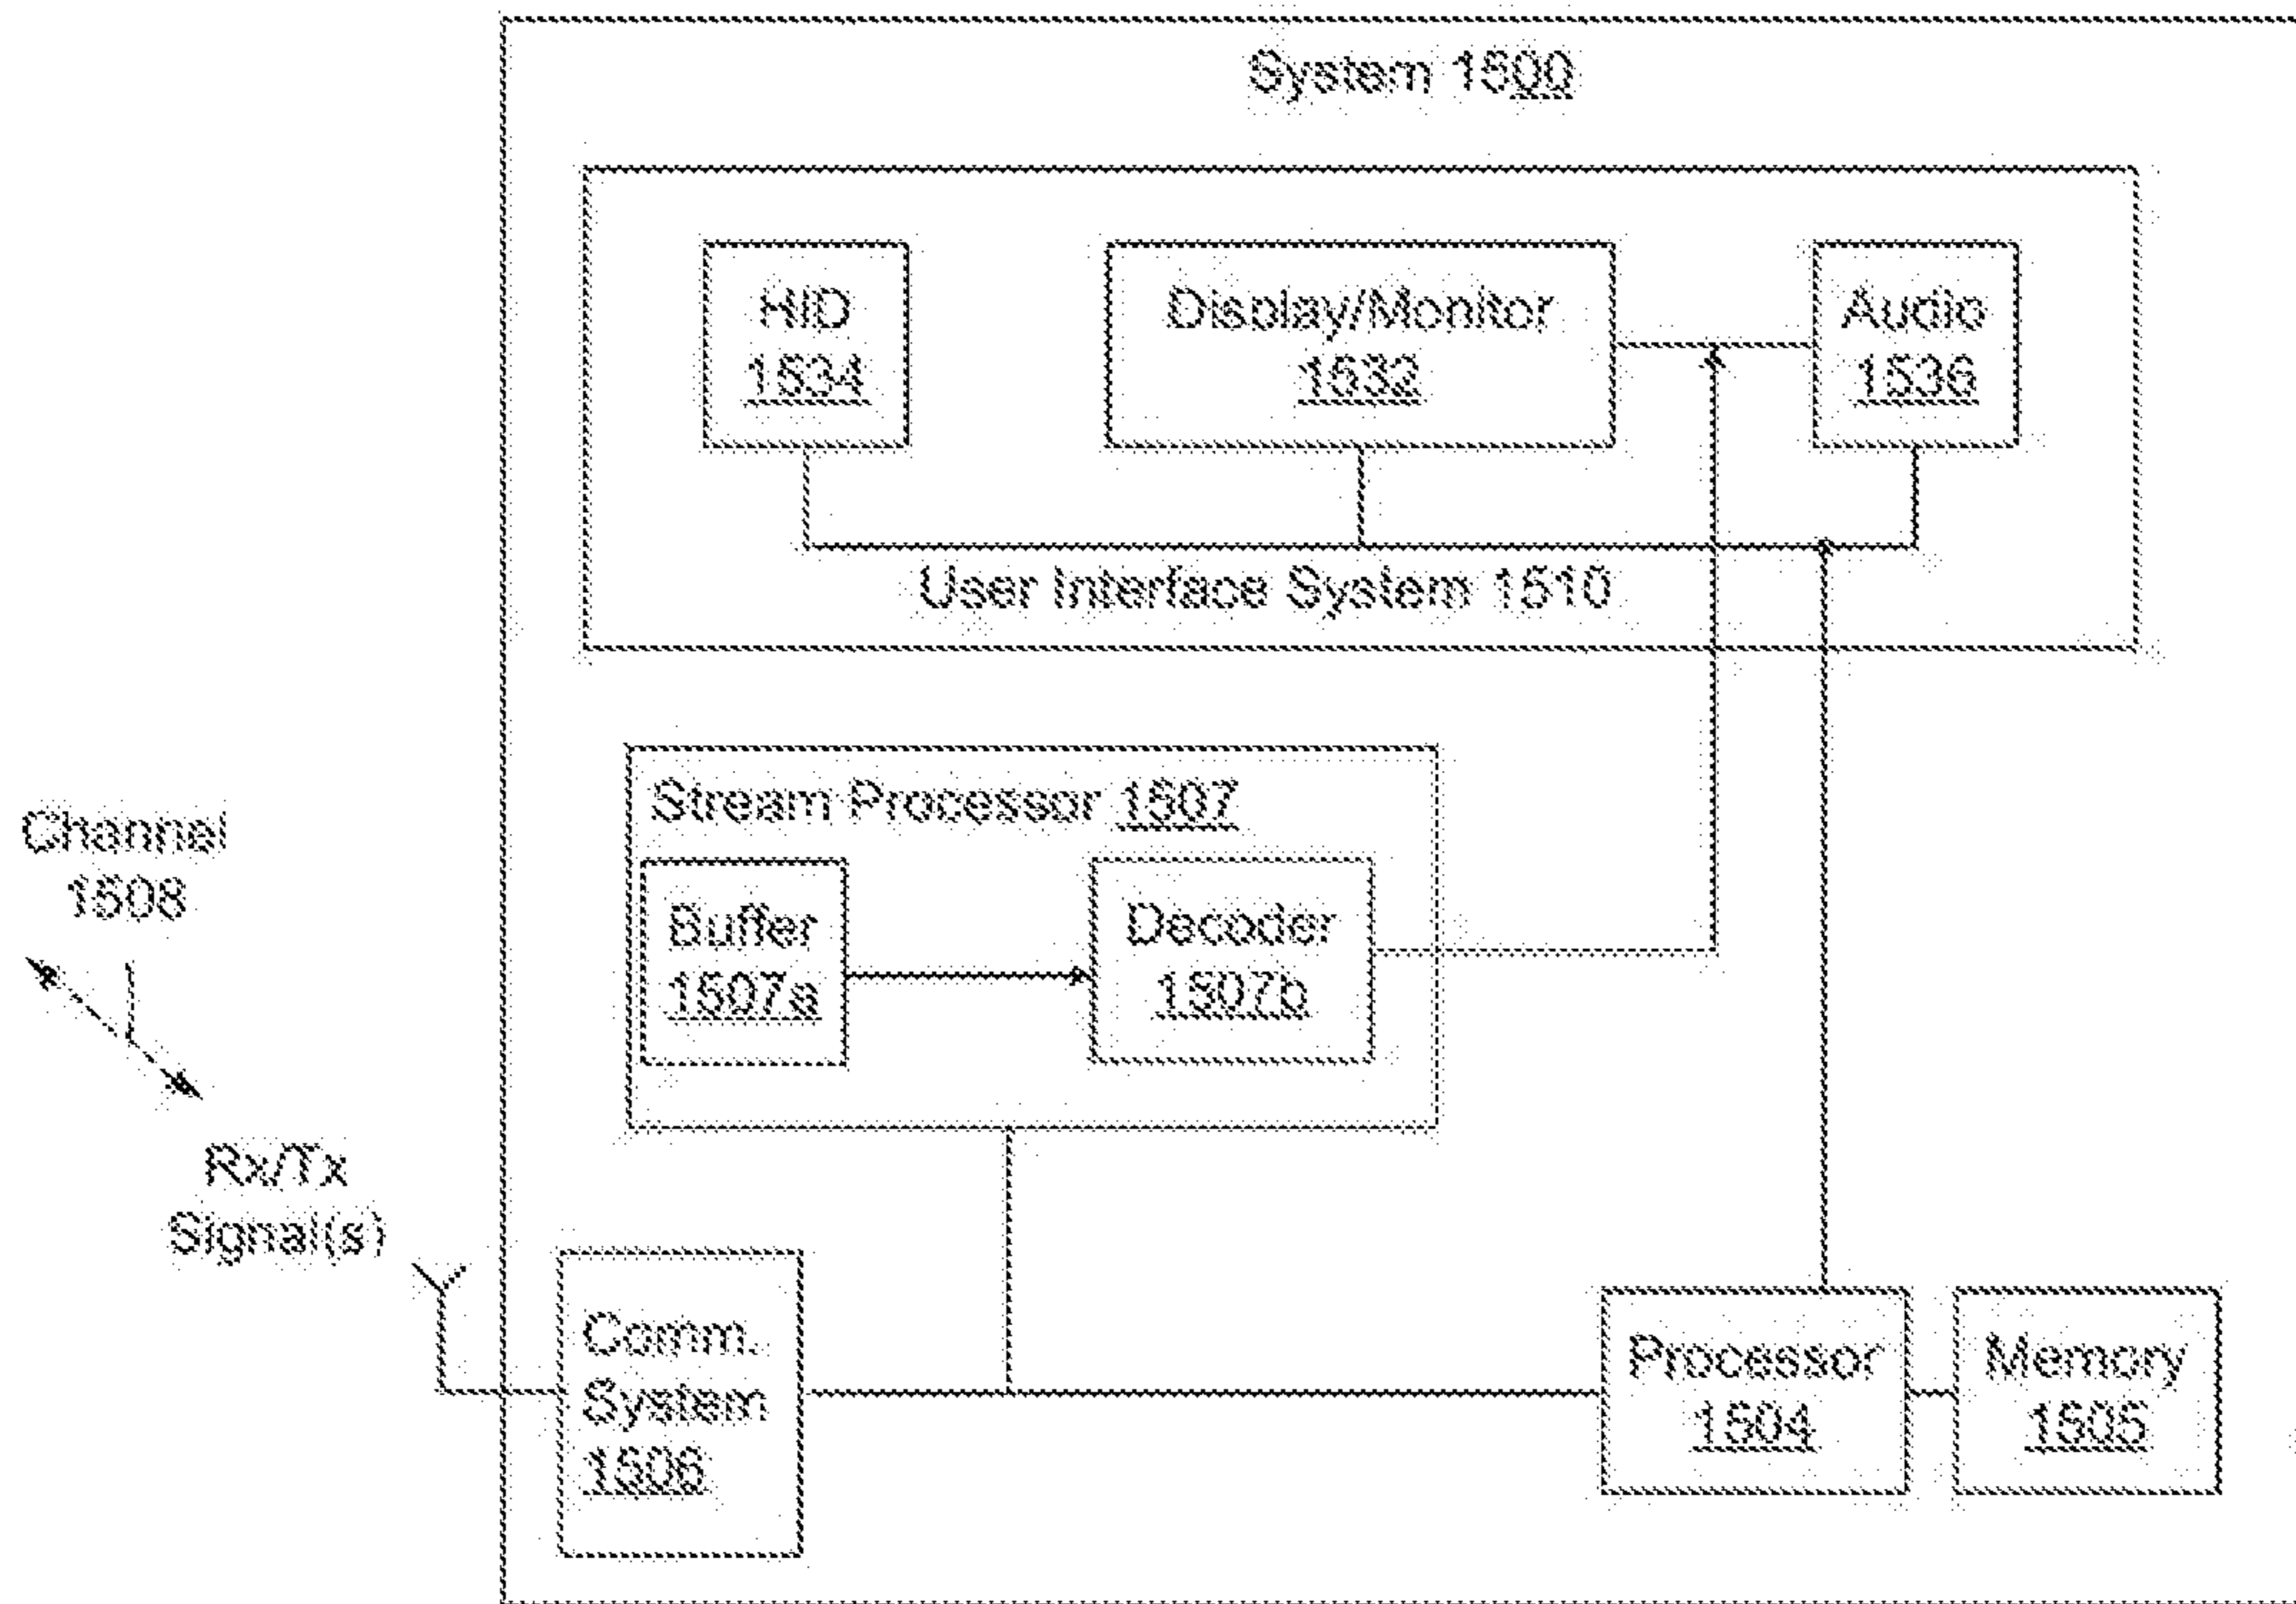 System 1500
HID
1534
Display/Monitor
1532
Audio
1536
User Interface System 1510
Stream Processor 1507
Channel
1508
Buffer
1507a
Decoder
1507b
Rx/Tx
Signal(s)
Comm.
System
1506
Processor
1504
Memory
1505